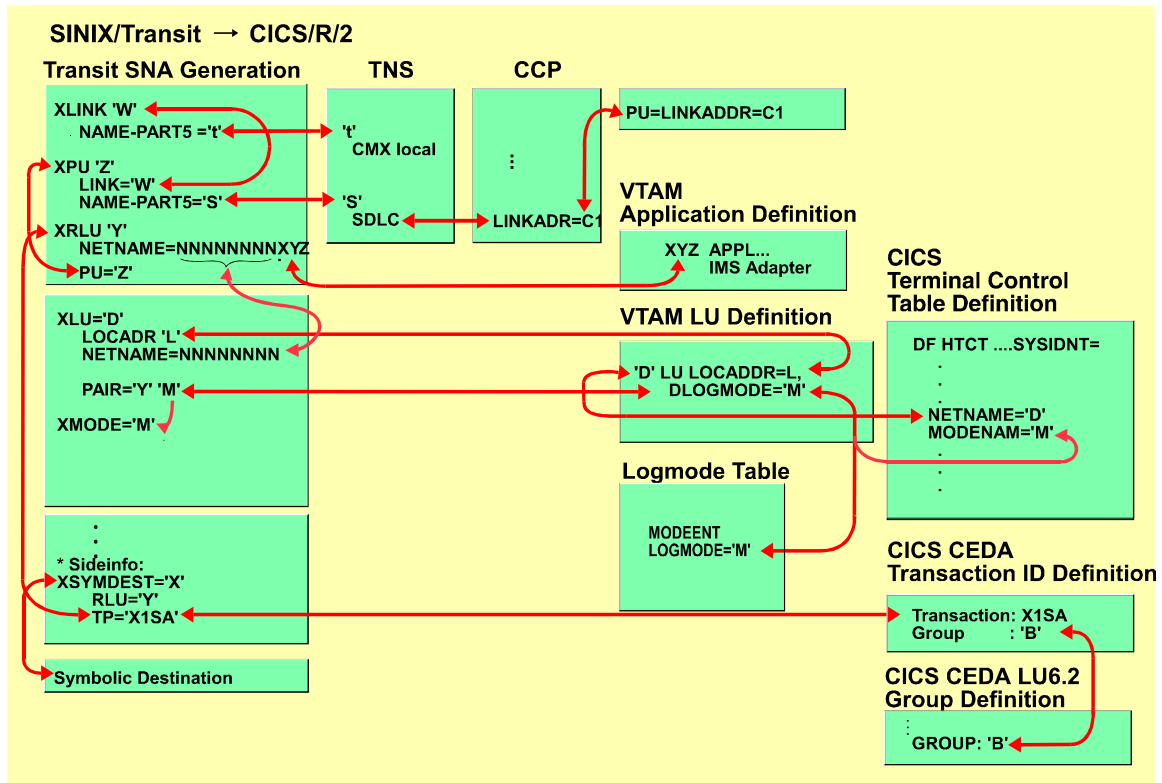 SINIX/Transit → CICS/R/2
Transit SNA Generation
XLINK 'W'
NAME-PART5 ='t'
XPU 'Z'
LINK='W'
NAME-PART5='S'
XRLU 'Y'
NETNAME=NNNNNNNNXYZ
PU='Z'
XLU='D'
LOCADR 'L'
NETNAME=NNNNNNNN
PAIR='Y' 'M'
XMODE='M'
* Sideinfo:
XSYMDEST='X'
RLU='Y'
TP='X1SA'
Symbolic Destination
TNS
't'
CMX local
'S'
SDLC
CCP
LINKADR=C1
PU=LINKADDR=C1
VTAM
Application Definition
XYZ APPL...
IMS Adapter
VTAM LU Definition
'D' LU LOCADDR=L,
DLOGMODE='M'
Logmode Table
MODEENT
LOGMODE='M'
CICS
Terminal Control
Table Definition
DF HTCT ....SYSIDNT=
NETNAME='D'
MODENAM='M'
CICS CEDA
Transaction ID Definition
Transaction: X1SA
Group : 'B'
CICS CEDA LU6.2
Group Definition
GROUP: 'B'